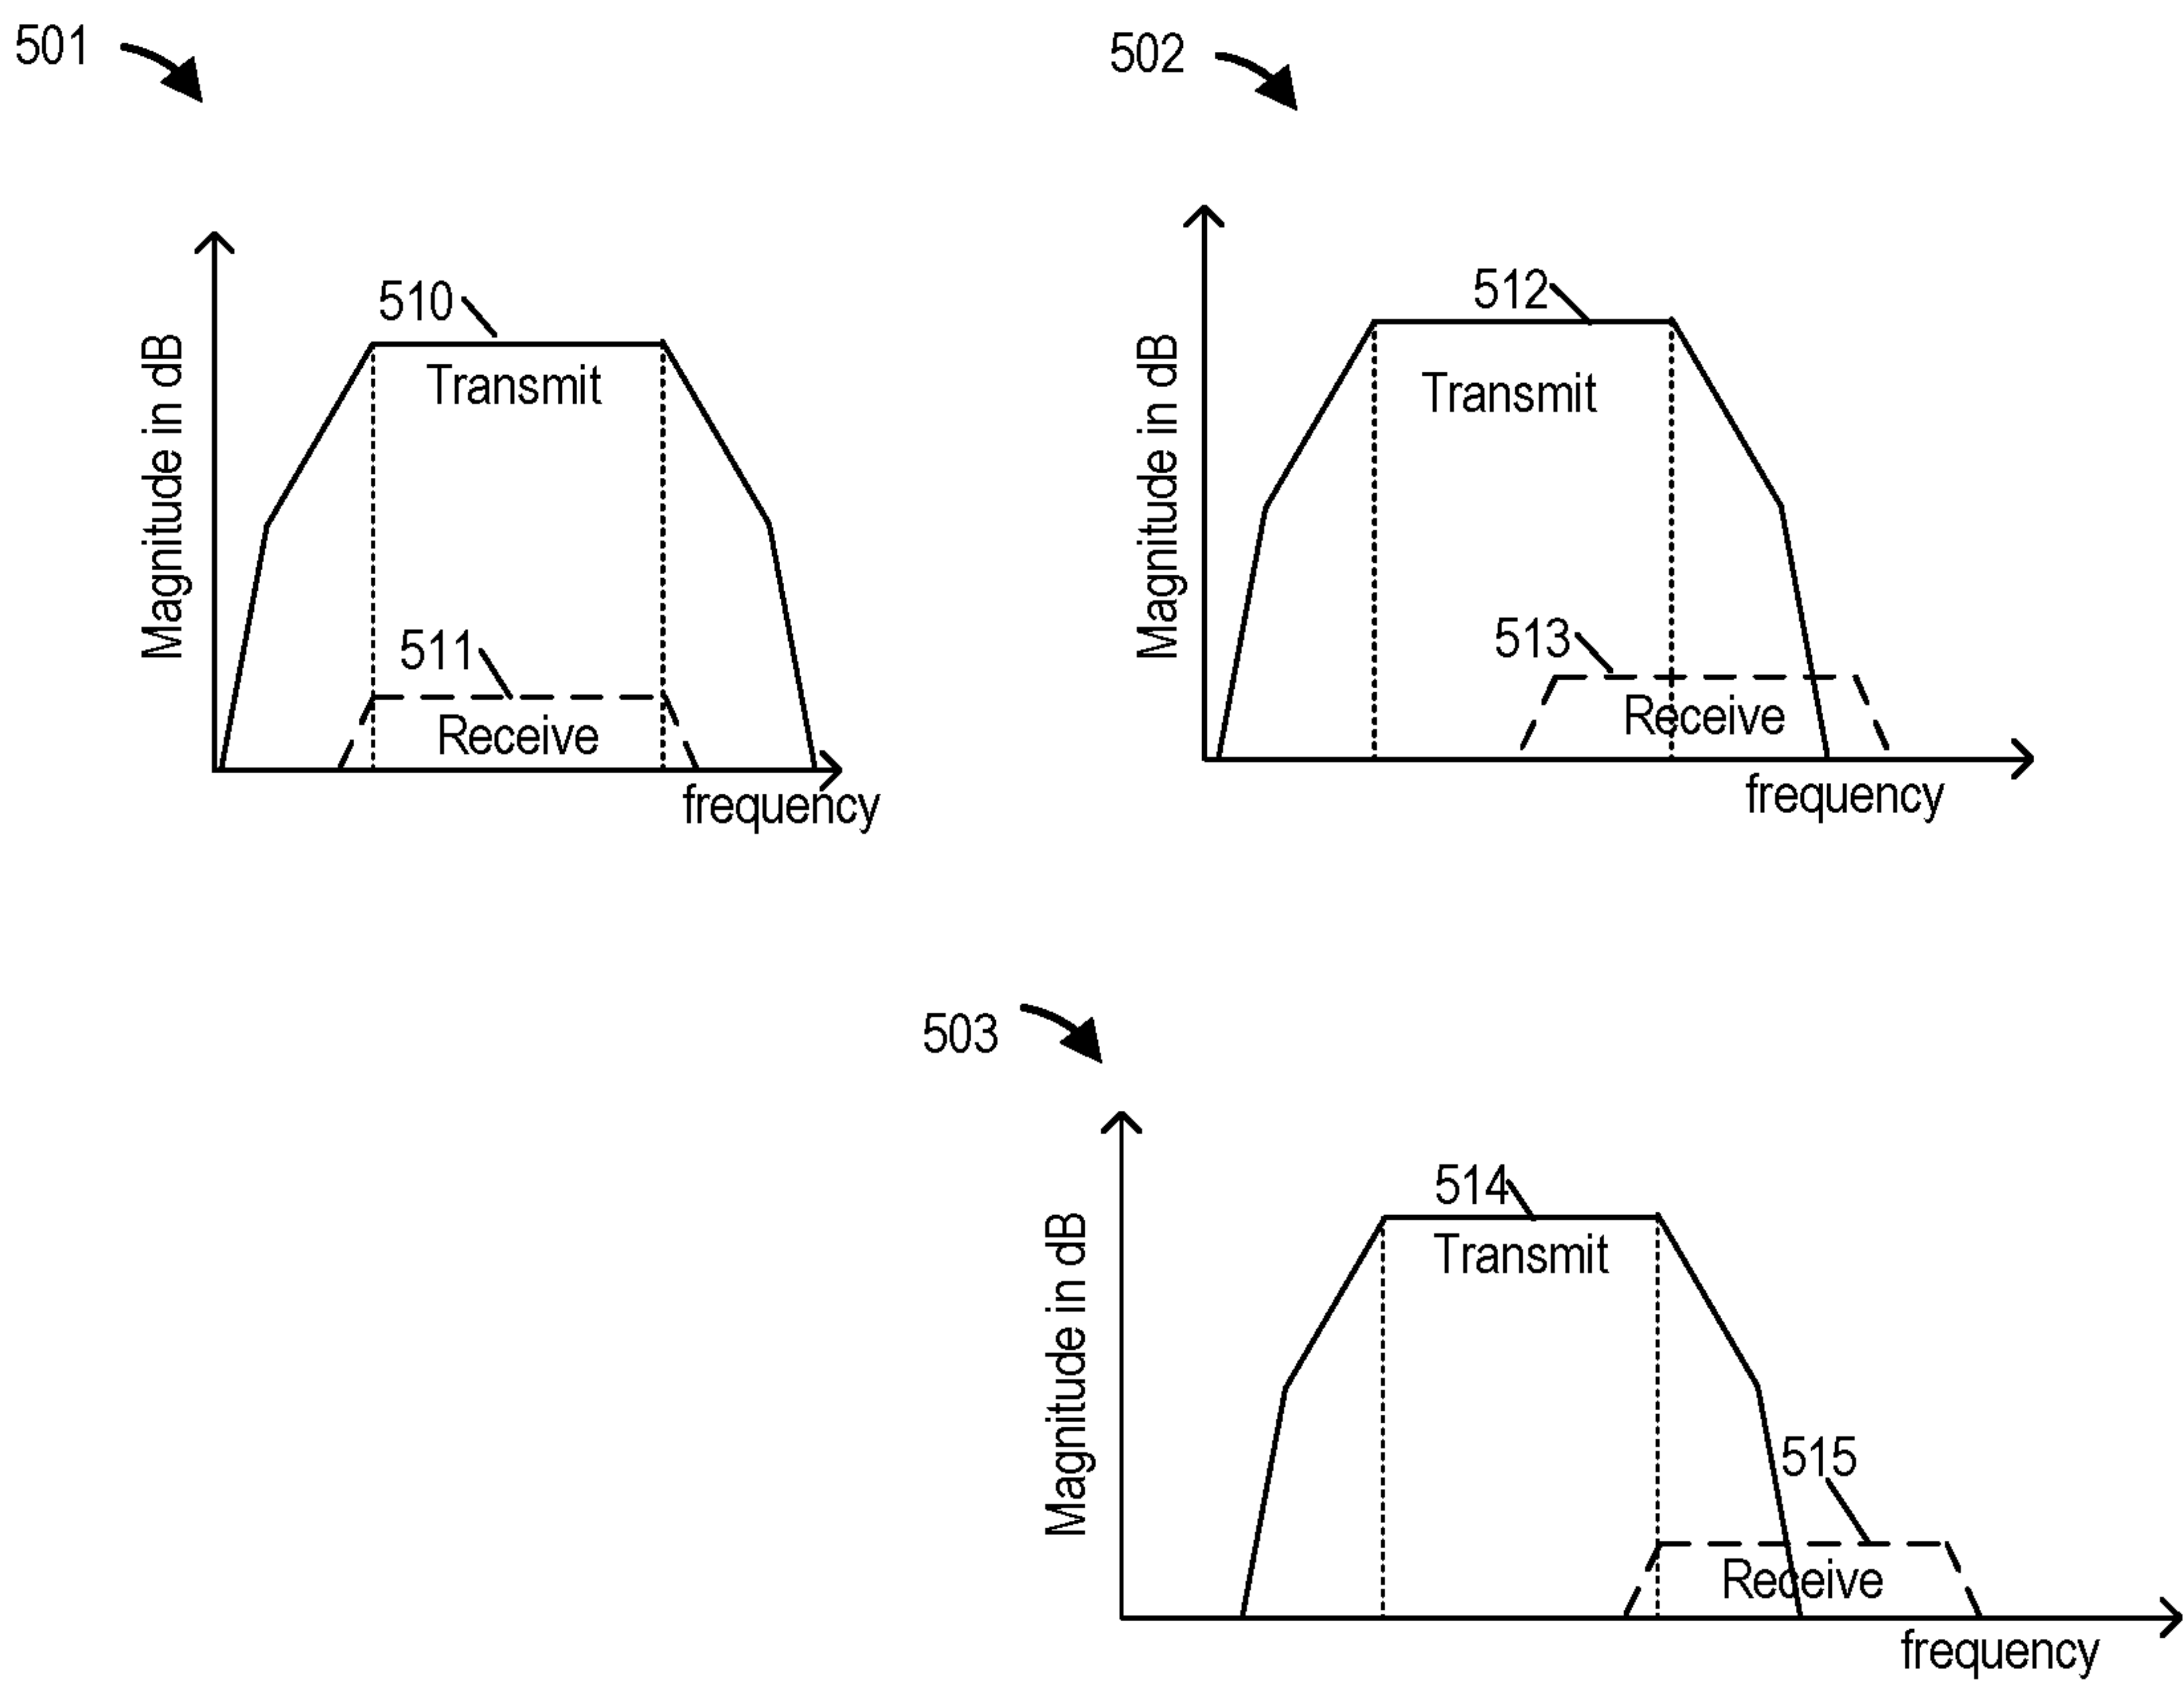 501
510
Transmit
Magnitude in dB
511
Receive
frequency
502
512
Transmit
Magnitude in dB
513
Receive
frequency
503
514
Transmit
Magnitude in dB
515
Receive
frequency